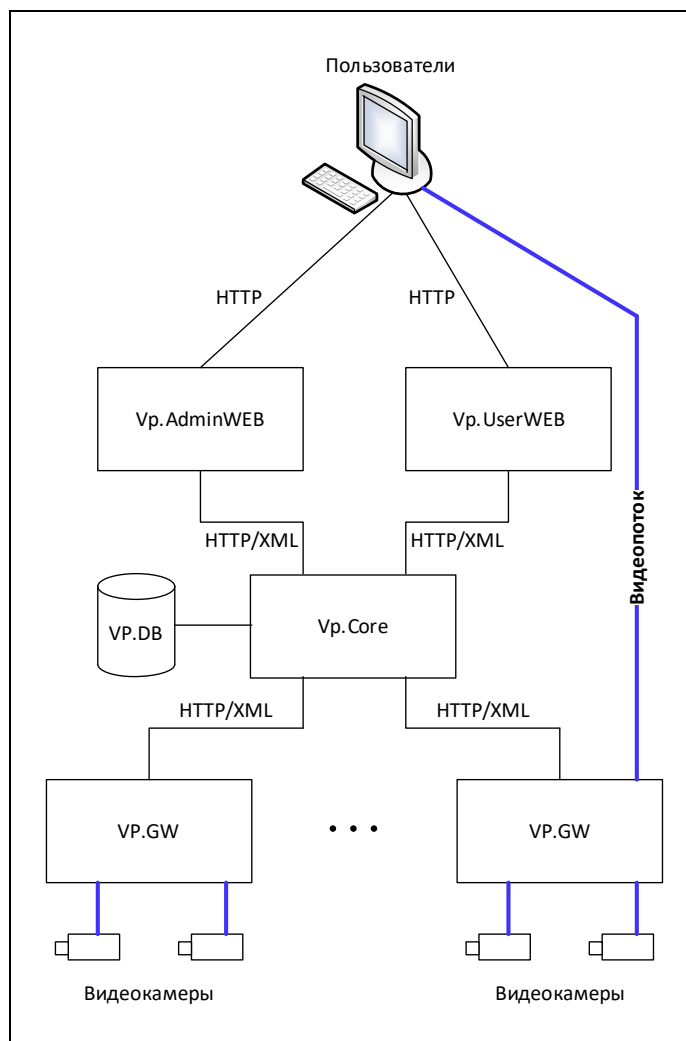 Пользователи
HTTP
HTTP
Vp.AdminWEB
Vp.UserWEB
Видеопоток
HTTP/XML
HTTP/XML
VP.DB
Vp.Core
HTTP/XML
HTTP/XML
VP.GW
• • •
VP.GW
Видеокамеры
Видеокамеры